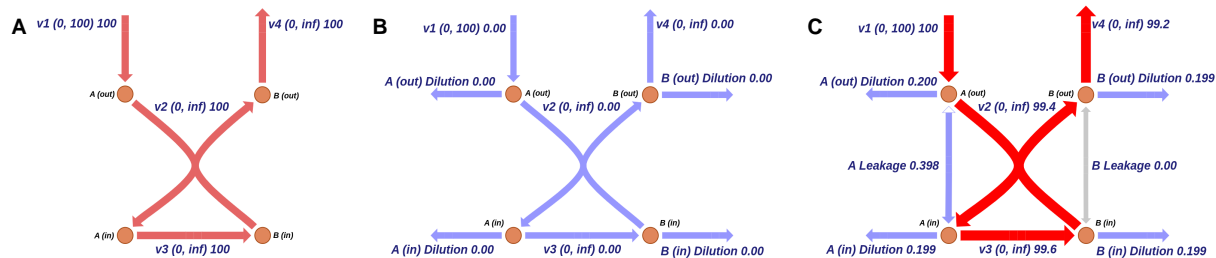 A
v1 (0, 100) 100
v4 (0, inf) 100
A (out)
B (out)
v2 (0, inf) 100
A (in)
B (in)
v3 (0, inf) 100
B
v1 (0, 100) 0.00
v4 (0, inf) 0.00
A (out) Dilution 0.00
B (out) Dilution 0.00
A (out)
B (out)
v2 (0, inf) 0.00
A (in)
B (in)
A (in) Dilution 0.00
v3 (0, inf) 0.00
B (in) Dilution 0.00
C
v1 (0, 100) 100
v4 (0, inf) 99.2
A (out) Dilution 0.200
B (out) Dilution 0.199
A (out)
B (out)
v2 (0, inf) 99.4
A Leakage 0.398
B Leakage 0.00
A (in)
B (in)
A (in) Dilution 0.199
v3 (0, inf) 99.6
B (in) Dilution 0.199